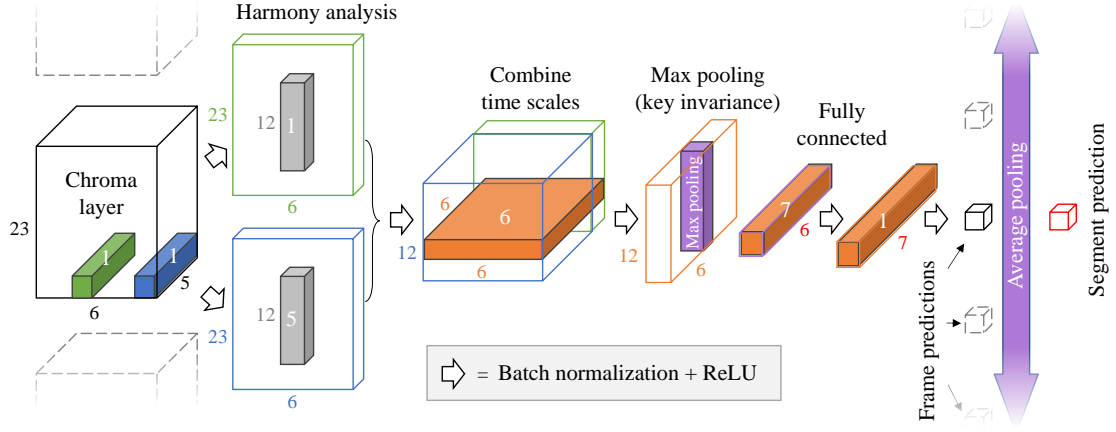 Harmony analysis
23
12
1
6
Chroma
layer
23
1
1
5
6
23
12
5
6
Combine
time scales
6
6
12
6
Max pooling
(key invariance)
Max pooling
12
6
Fully
connected
7
6
1
7
Frame predictions
Average pooling
Segment prediction
= Batch normalization + ReLU